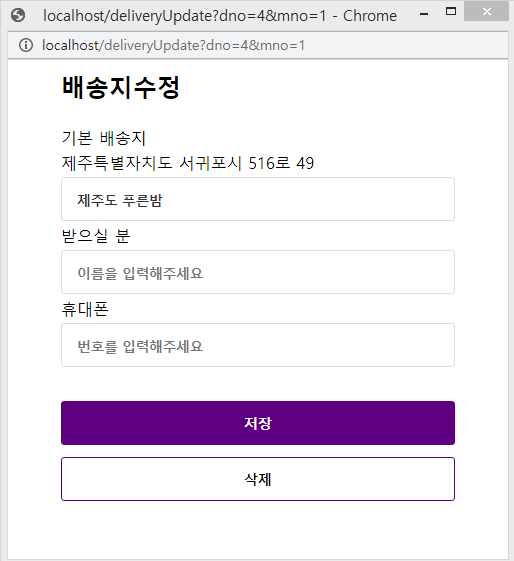 localhost/deliveryUpdate?dno=4&mno=1 - Chrome
localhost/deliveryUpdate?dno=4&mno=1
배송지수정
기본 배송지
제주특별자치도 서귀포시 516로 49
제주도 푸른밤
받으실 분
이름을 입력해주세요
휴대폰
번호를 입력해주세요
저장
삭제